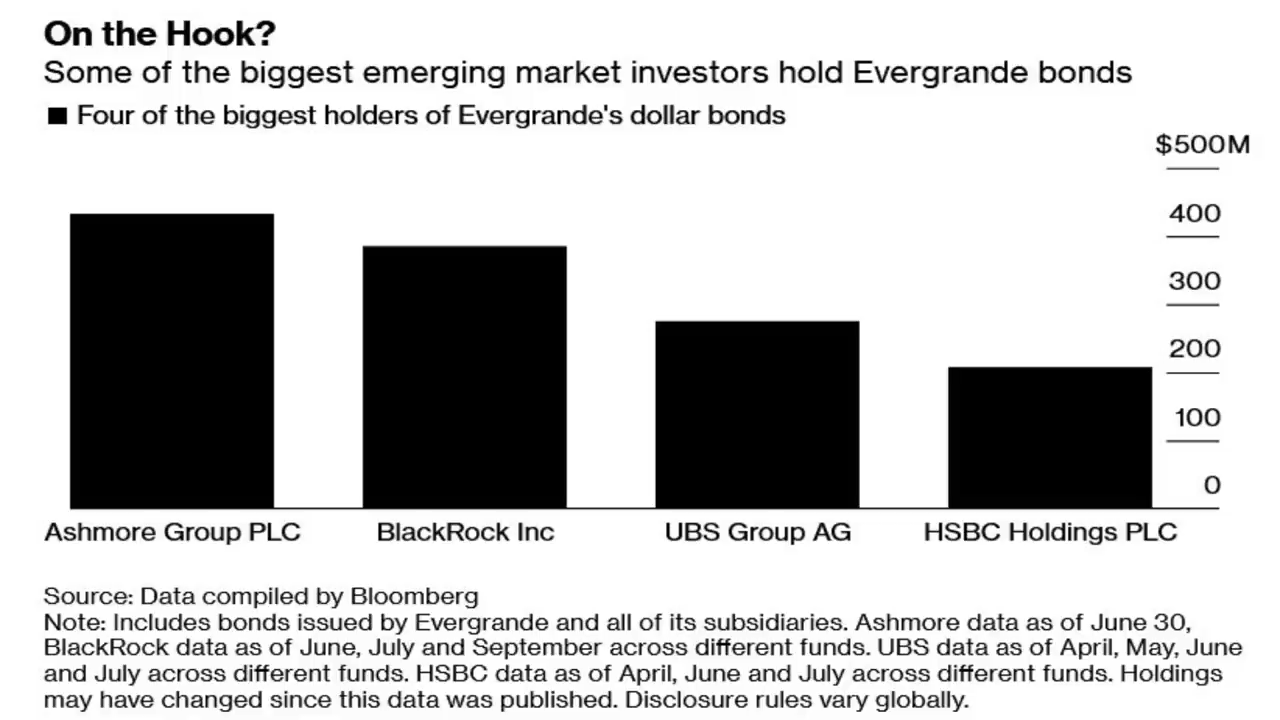 On the Hook?
Some of the biggest emerging market investors hold Evergrande bonds
Four of the biggest holders of Evergrande's dollar bonds
$500M
400
300
200
100
0
Ashmore Group PLC
BlackRock Inc
UBS Group AG
HSBC Holdings PLC
Source: Data compiled by Bloomberg
Note: Includes bonds issued by Evergrande and all of its subsidiaries. Ashmore data as of June 30,
BlackRock data as of June, July and September across different funds. UBS data as of April, May, June
and July across different funds. HSBC data as of April, June and July across different funds. Holdings
may have changed since this data was published. Disclosure rules vary globally.